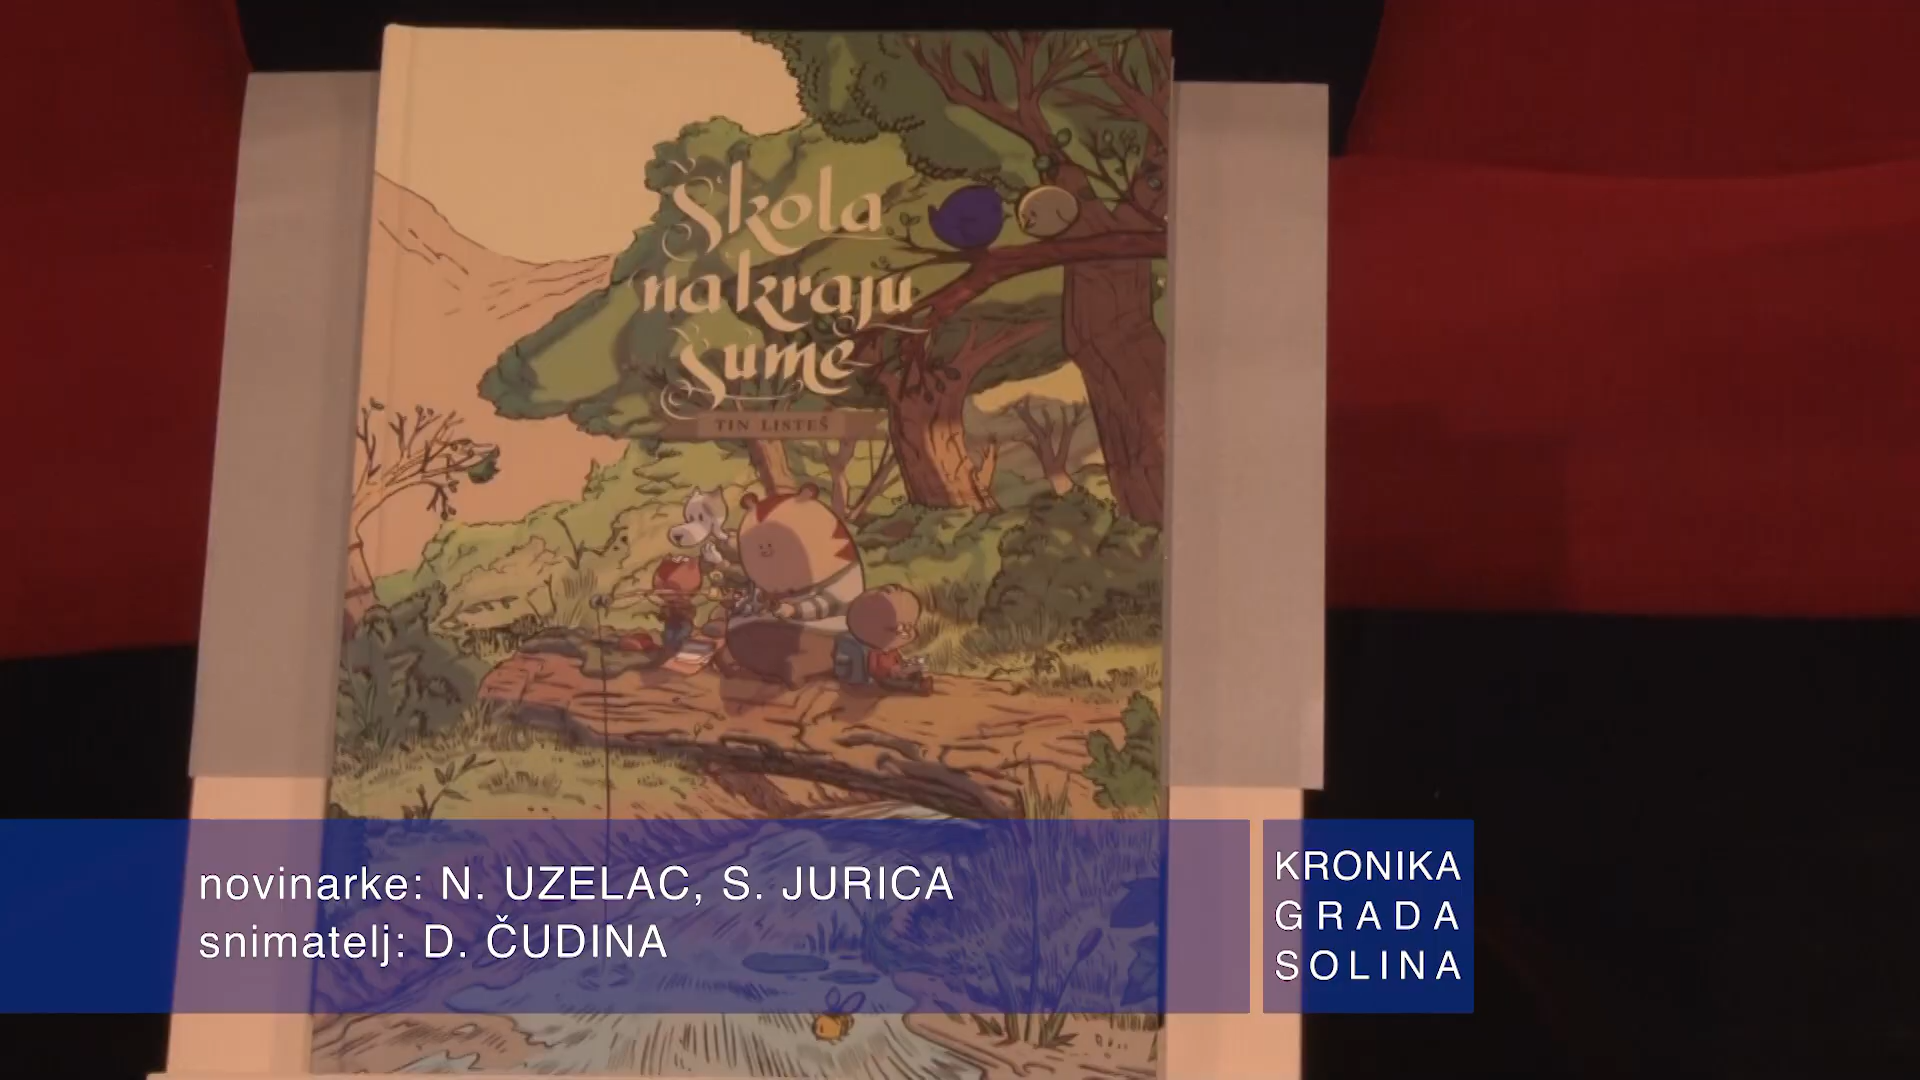 Škola
na kraju
šume
TIN LISTEŠ
novinarke: N. UZELAC, S. JURICA
snimatelj: D. ČUDINA
KRONIKA
GRADA
SOLINA